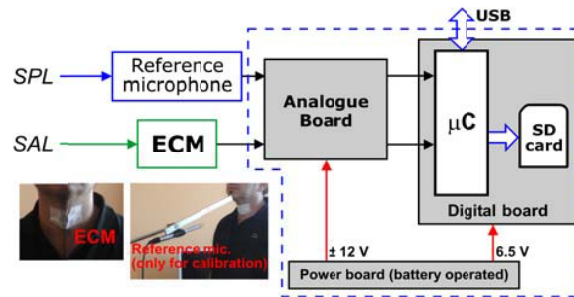 USB
SPL
Reference
microphone
Analogue
Board
µC
SD
card
SAL
ECM
Digital board
ECM
Reference mic.
(only for calibration)
± 12 V
6.5 V
Power board (battery operated)